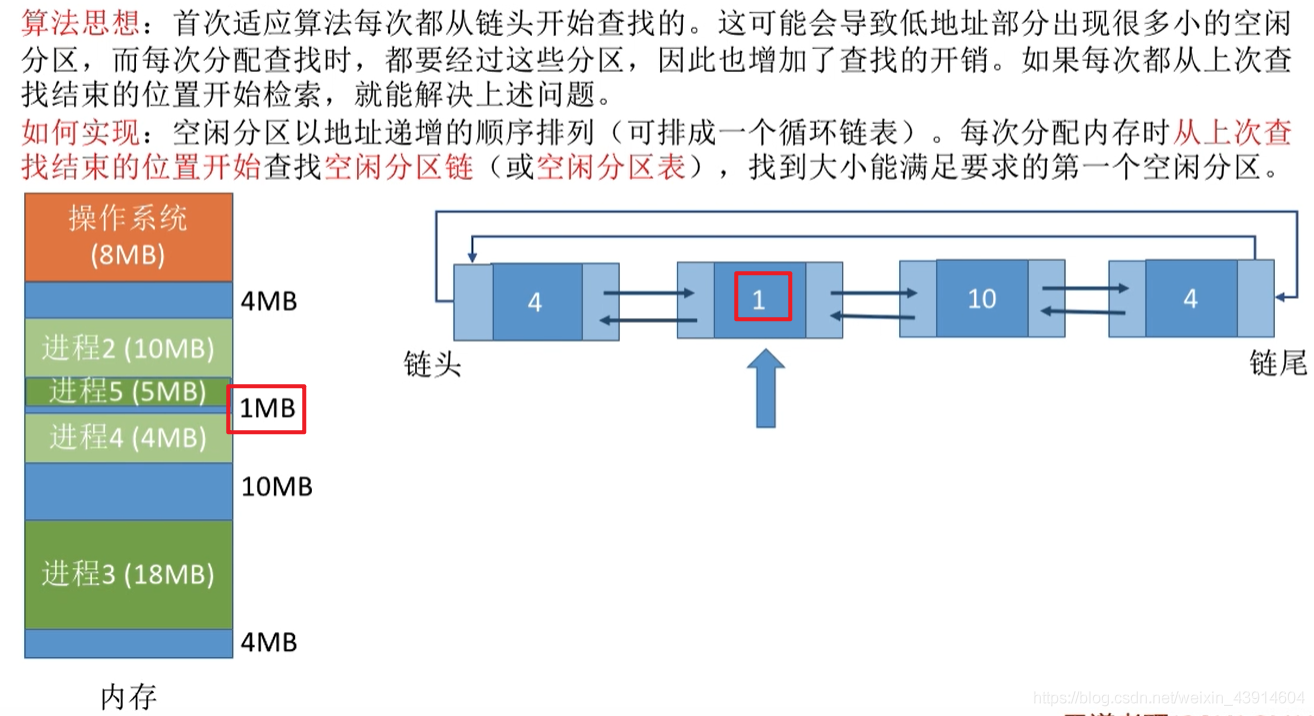 算法思想：首次适应算法每次都从链头开始查找的。这可能会导致低地址部分出现很多小的空闲
分区，而每次分配查找时，都要经过这些分区，因此也增加了查找的开销。如果每次都从上次查
找结束的位置开始检索，就能解决上述问题。
如何实现：空闲分区以地址递增的顺序排列（可排成一个循环链表）。每次分配内存时从上次查
找结束的位置开始查找空闲分区链（或空闲分区表），找到大小能满足要求的第一个空闲分区。
操作系统
(8MB)
4MB
进程2 (10MB)
进程5 (5MB)
1MB
进程4 (4MB)
10MB
进程3 (18MB)
4MB
内存
4
1
10
4
链头
链尾
https://blog.csdn.net/weixin_43914604